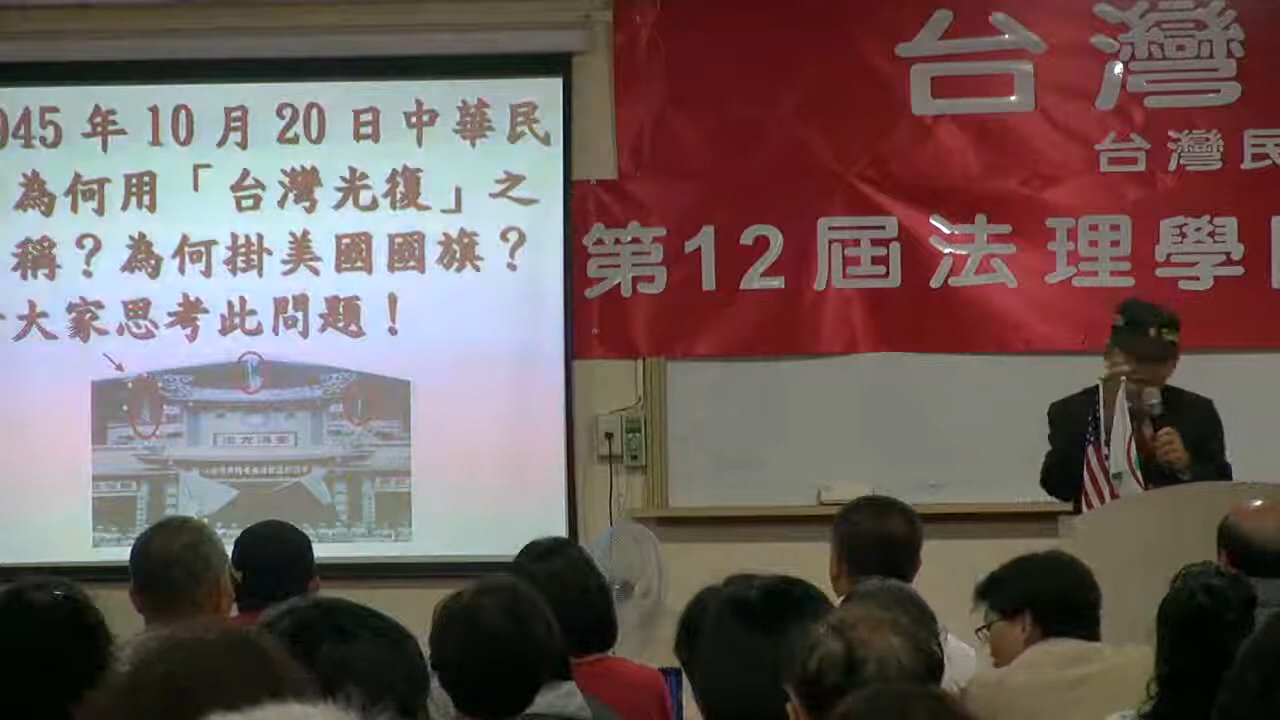 945 年 10 月 20 日中華民
為何用「台灣光復」之
稱？為何掛美國國旗？
大家思考此問題！
台灣
台灣民
第12屆法理學